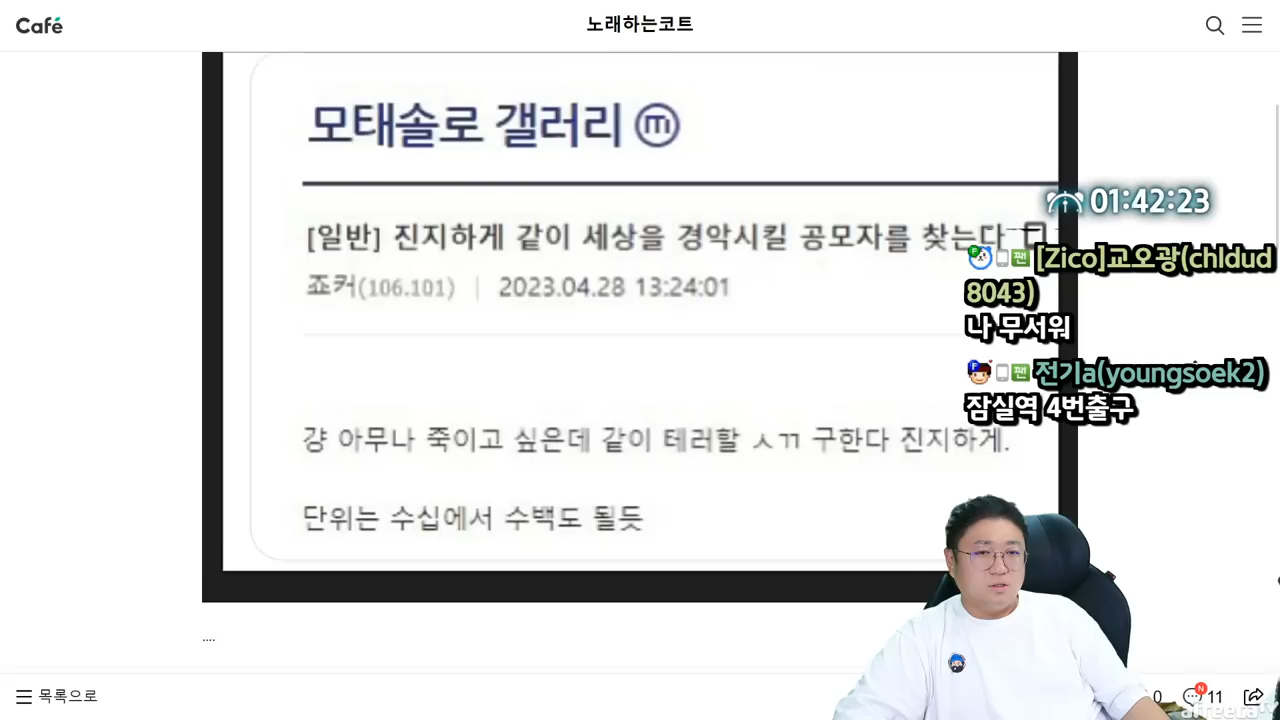 Café
노래하는코트
모태솔로 갤러리 ⓜ
[일반] 진지하게 같이 세상을 경악시킬 공모자를 찾는다
죠커(106.101) | 2023.04.28 13:24:01
걍 아무나 죽이고 싶은데 같이 테러할 ㅅㄲ 구한다 진지하게.
단위는 수십에서 수백도 될듯
01:42:23
[Zico]교오광(chldud
8043)
나 무서워
전기a(youngsoek2)
잠실역 4번출구
....
목록으로
0
N
11
afreecaTV